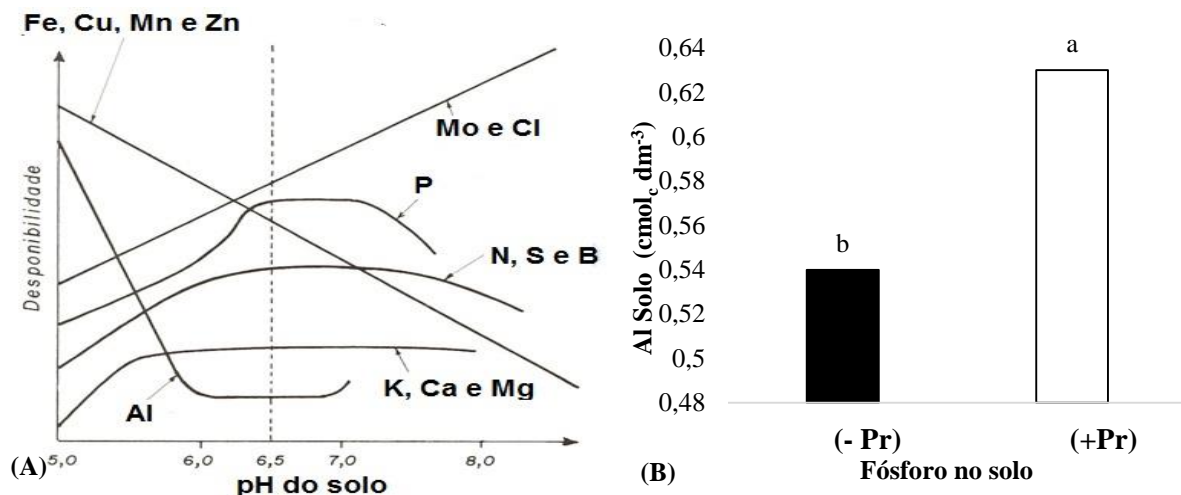 Fe, Cu, Mn e Zn
Disponibilidade
Mo e Cl
P
N, S e B
K, Ca e Mg
Al
5,0 6,0 6,5 7,0 8,0
(A) pH do solo
0,64
0,62
0,6
0,58
0,56
0,54
0,52
0,5
0,48
Al Solo (cmolc dm-3)
b
a
(- Pr) (+Pr)
(B) Fósforo no solo